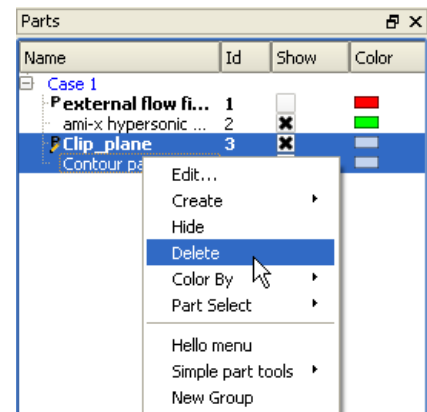 Parts
Name Id Show Color
Case 1
P external flow fi... 1
ami-x hypersonic ... 2
Clip_plane 3
Contour pa
Edit...
Create
Hide
Delete
Color By
Part Select
Hello menu
Simple part tools
New Group